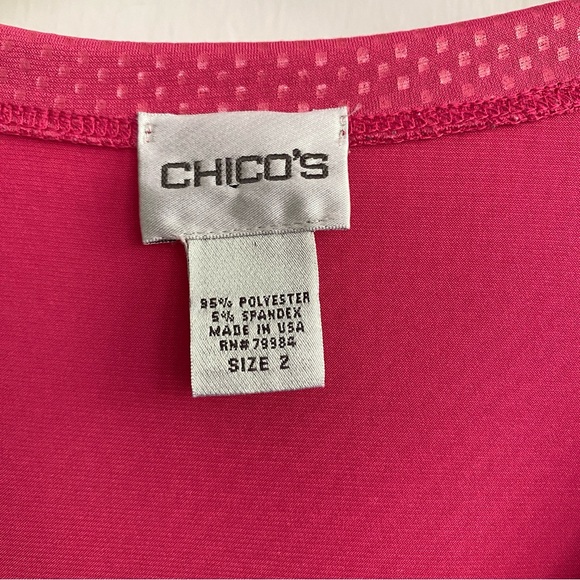 CHICO'S
95% POLYESTER
5% SPANDEX
MADE IN USA
RN#79984
SIZE 2